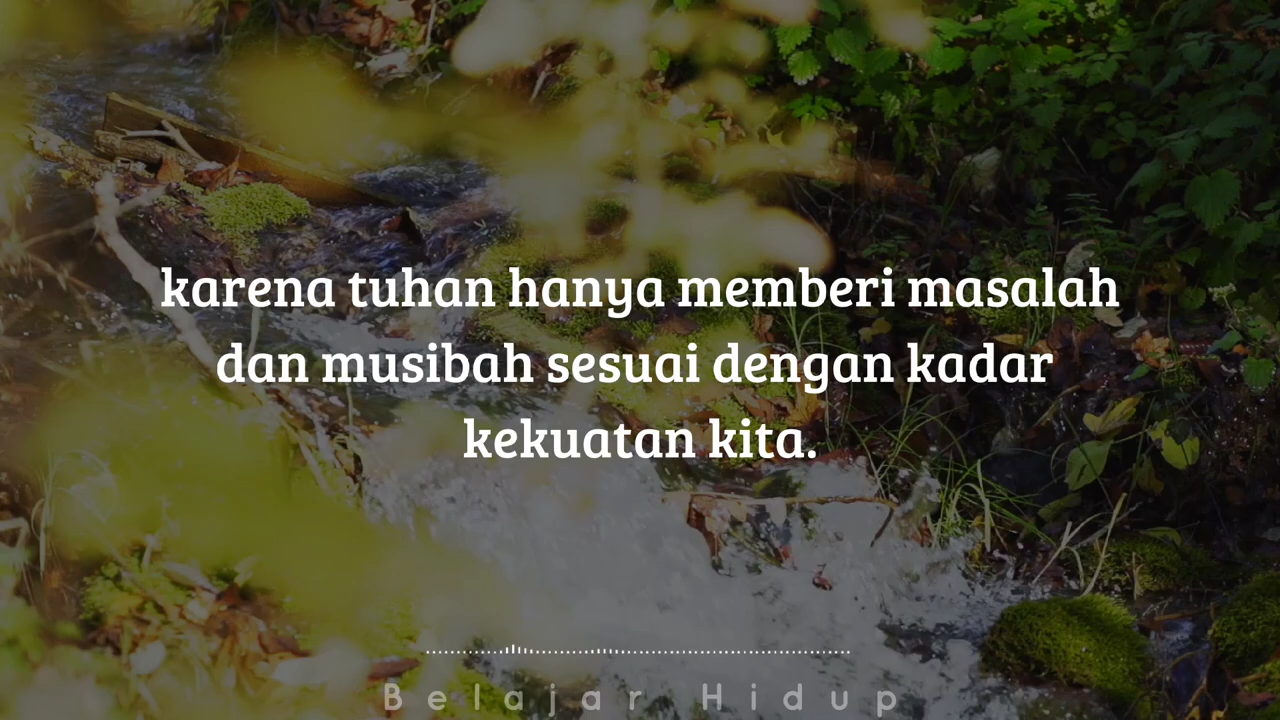 karena tuhan hanya memberi masalah
dan musibah sesuai dengan kadar
kekuatan kita.
Belajar Hidup